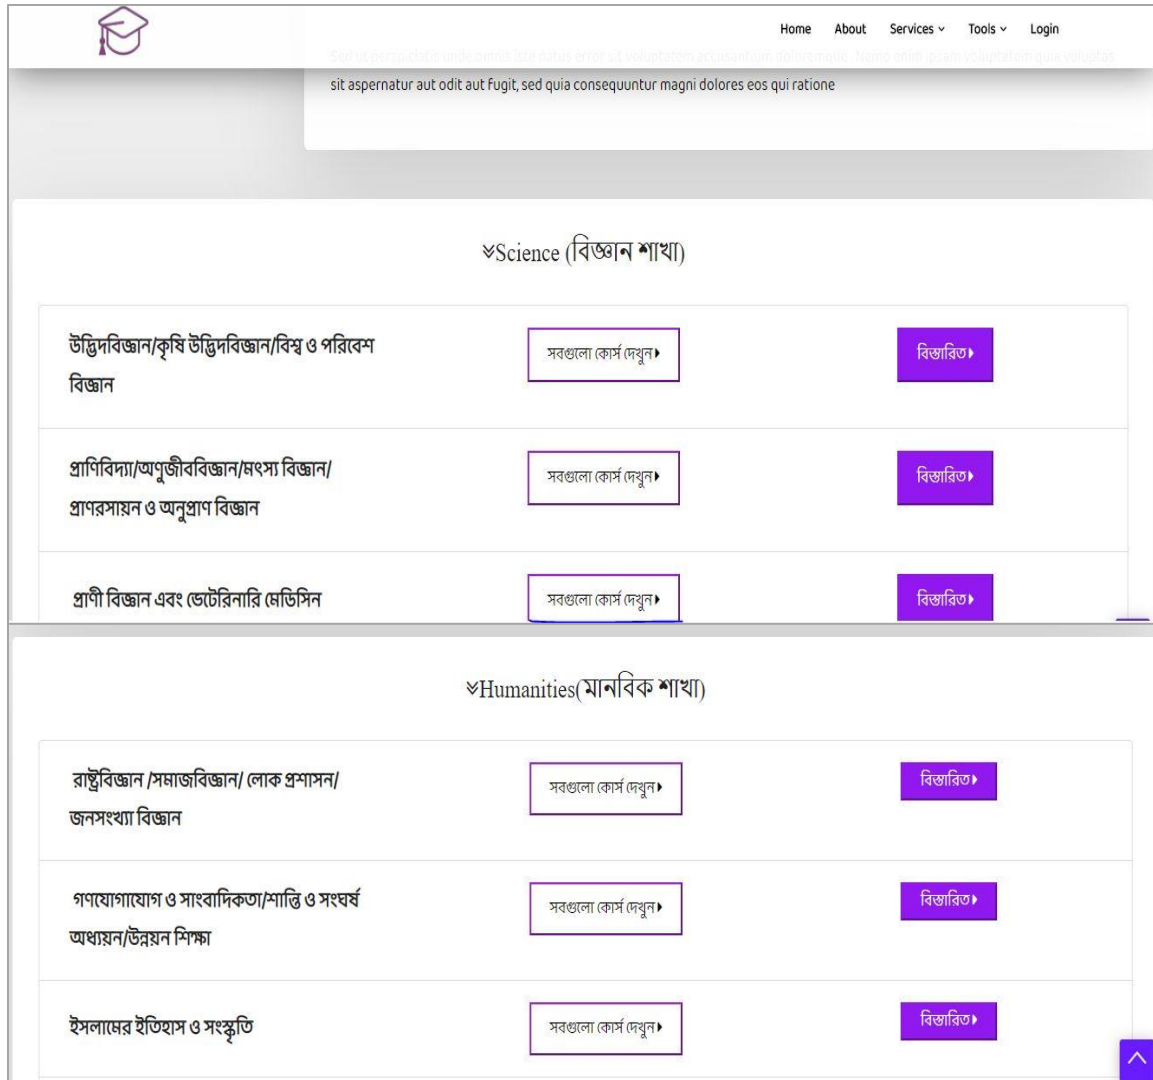 Home About Services Tools Login
sit aspernatur aut odit aut fugit, sed quia consequuntur magni dolores eos qui ratione
Science (বিজ্ঞান শাখা)
উদ্ভিদবিজ্ঞান/কৃষি উদ্ভিদবিজ্ঞান/বিশ্ব ও পরিবেশ
বিজ্ঞান
সবগুলো কোর্স দেখুন
বিস্তারিত
প্রাণিবিদ্যা/অণুজীববিজ্ঞান/মৎস্য বিজ্ঞান/
প্রাণরসায়ন ও অনুপ্রাণ বিজ্ঞান
সবগুলো কোর্স দেখুন
বিস্তারিত
প্রাণী বিজ্ঞান এবং ভেটেরিনারি মেডিসিন
সবগুলো কোর্স দেখুন
বিস্তারিত
Humanities(মানবিক শাখা)
রাষ্ট্রবিজ্ঞান /সমাজবিজ্ঞান/ লোক প্রশাসন/
জনসংখ্যা বিজ্ঞান
সবগুলো কোর্স দেখুন
বিস্তারিত
গণযোগাযোগ ও সাংবাদিকতা/শান্তি ও সংঘর্ষ
অধ্যয়ন/উন্নয়ন শিক্ষা
সবগুলো কোর্স দেখুন
বিস্তারিত
ইসলামের ইতিহাস ও সংস্কৃতি
সবগুলো কোর্স দেখুন
বিস্তারিত